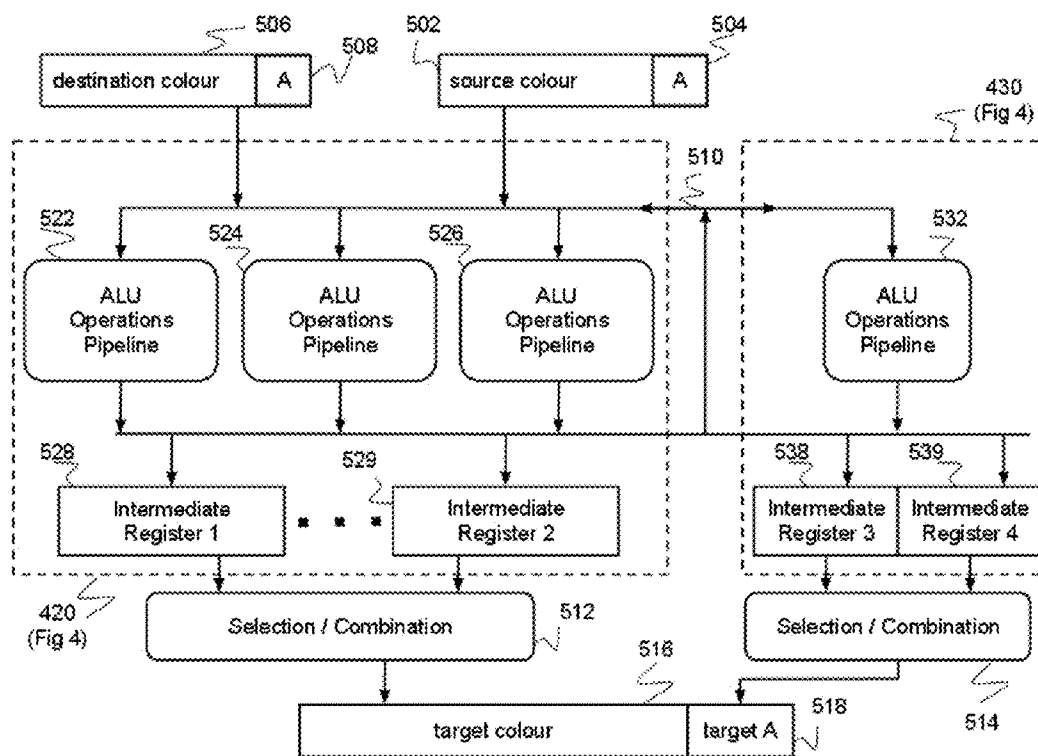 506
502
504
508
destination colour
A
source colour
A
430
(Fig 4)
510
522
524
526
532
ALU
Operations
Pipeline
ALU
Operations
Pipeline
ALU
Operations
Pipeline
ALU
Operations
Pipeline
528
529
538
539
Intermediate
Register 1
Intermediate
Register 2
Intermediate
Register 3
Intermediate
Register 4
420
(Fig 4)
Selection / Combination
512
Selection / Combination
514
516
target colour
target A
518